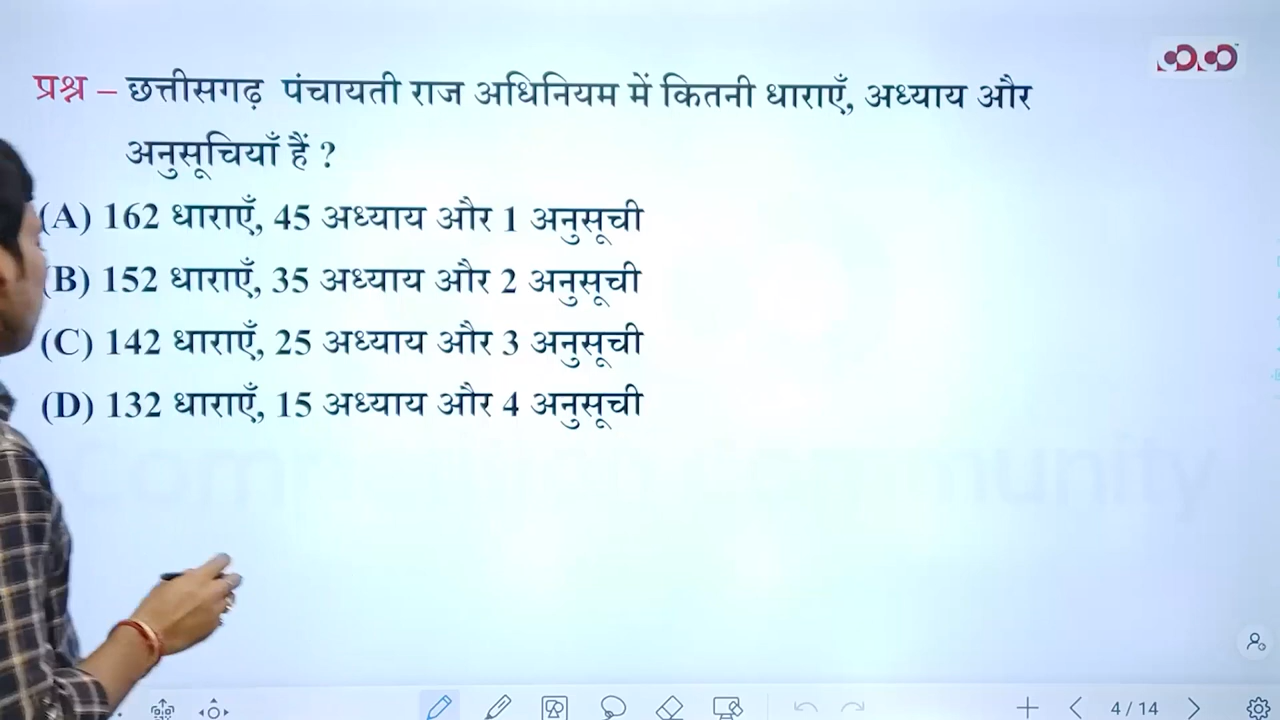 प्रश्न – छत्तीसगढ़ पंचायती राज अधिनियम में कितनी धाराएँ, अध्याय और
अनुसूचियाँ हैं ?
(A) 162 धाराएँ, 45 अध्याय और 1 अनुसूची
(B) 152 धाराएँ, 35 अध्याय और 2 अनुसूची
(C) 142 धाराएँ, 25 अध्याय और 3 अनुसूची
(D) 132 धाराएँ, 15 अध्याय और 4 अनुसूची
4 / 14